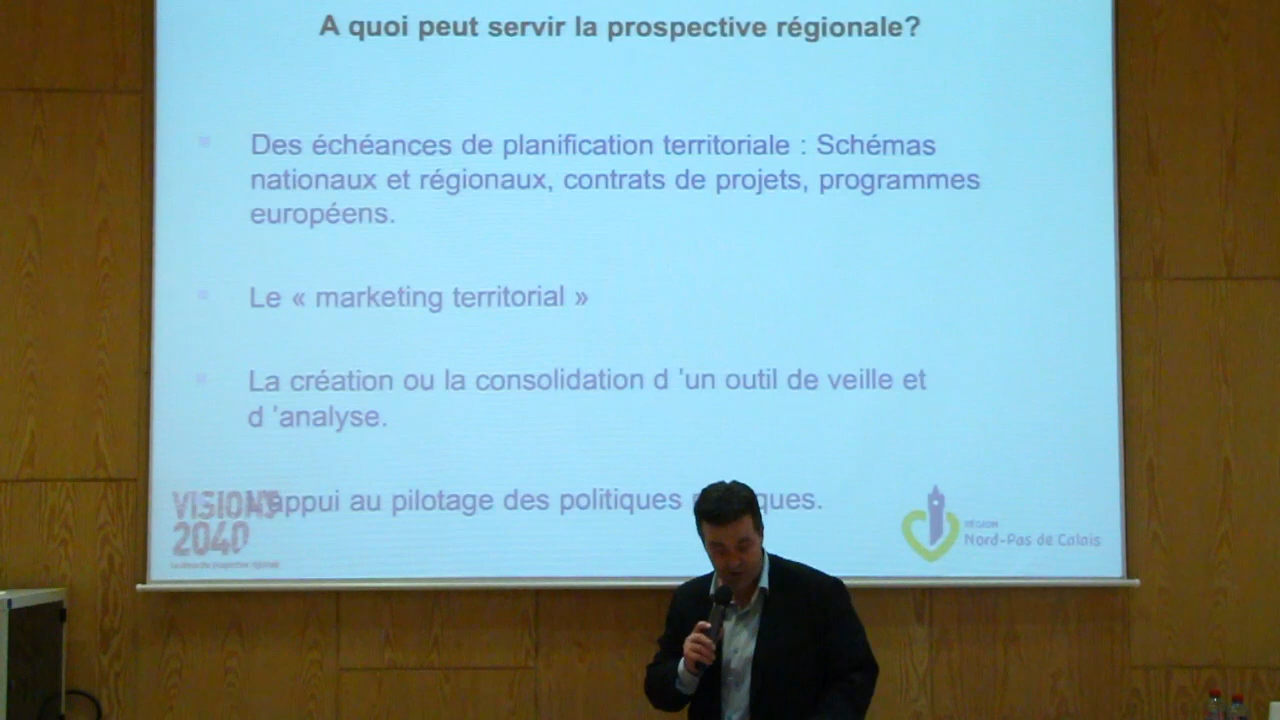 A quoi peut servir la prospective régionale?
Des échéances de planification territoriale : Schémas
nationaux et régionaux, contrats de projets, programmes
européens.
Le « marketing territorial »
La création ou la consolidation d 'un outil de veille et
d 'analyse.
appui au pilotage des politiques ques.
VISIONS
2040
RÉGION
Nord-Pas de Calais